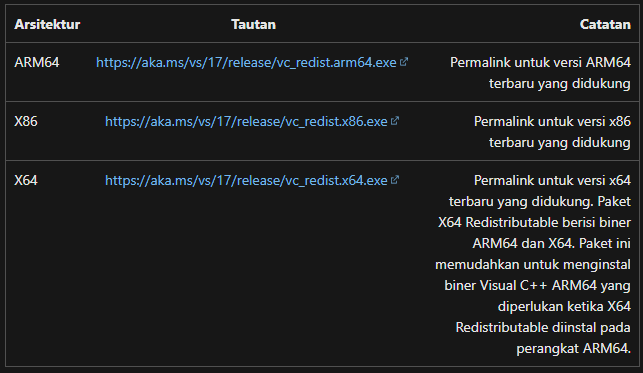 Arsitektur Tautan Catatan
ARM64 https://aka.ms/vs/17/release/vc_redist.arm64.exe Permalink untuk versi ARM64
terbaru yang didukung
X86 https://aka.ms/vs/17/release/vc_redist.x86.exe Permalink untuk versi x86
terbaru yang didukung
X64 https://aka.ms/vs/17/release/vc_redist.x64.exe Permalink untuk versi x64
terbaru yang didukung. Paket
X64 Redistributable berisi biner
ARM64 dan X64. Paket ini
memudahkan untuk menginstal
biner Visual C++ ARM64 yang
diperlukan ketika X64
Redistributable diinstal pada
perangkat ARM64.